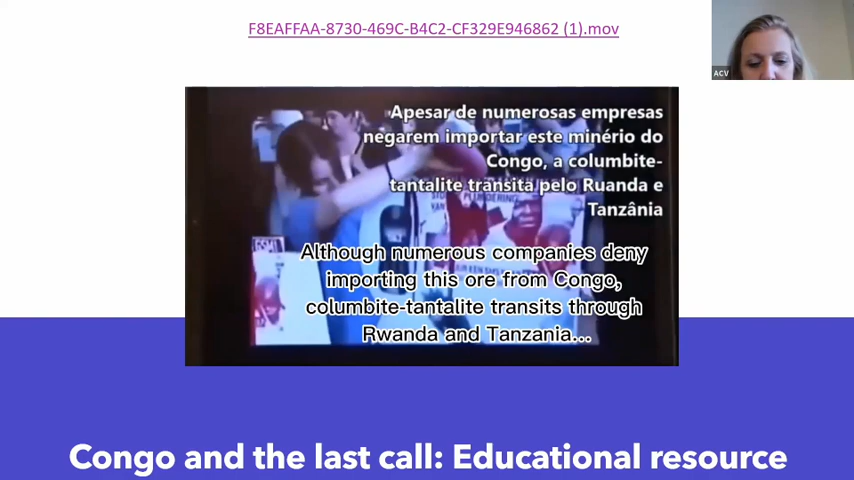 F8EAFFAA-8730-469C-B4C2-CF329E946862 (1).mov
ACV
Apesar de numerosas empresas
negarem importar este minério do
Congo, a columbite-
tantalite transita pelo Ruanda e
Tanzânia
GSM
Although numerous companies deny
importing this ore from Congo,
columbite-tantalite transits through
Rwanda and Tanzania...
Congo and the last call: Educational resource